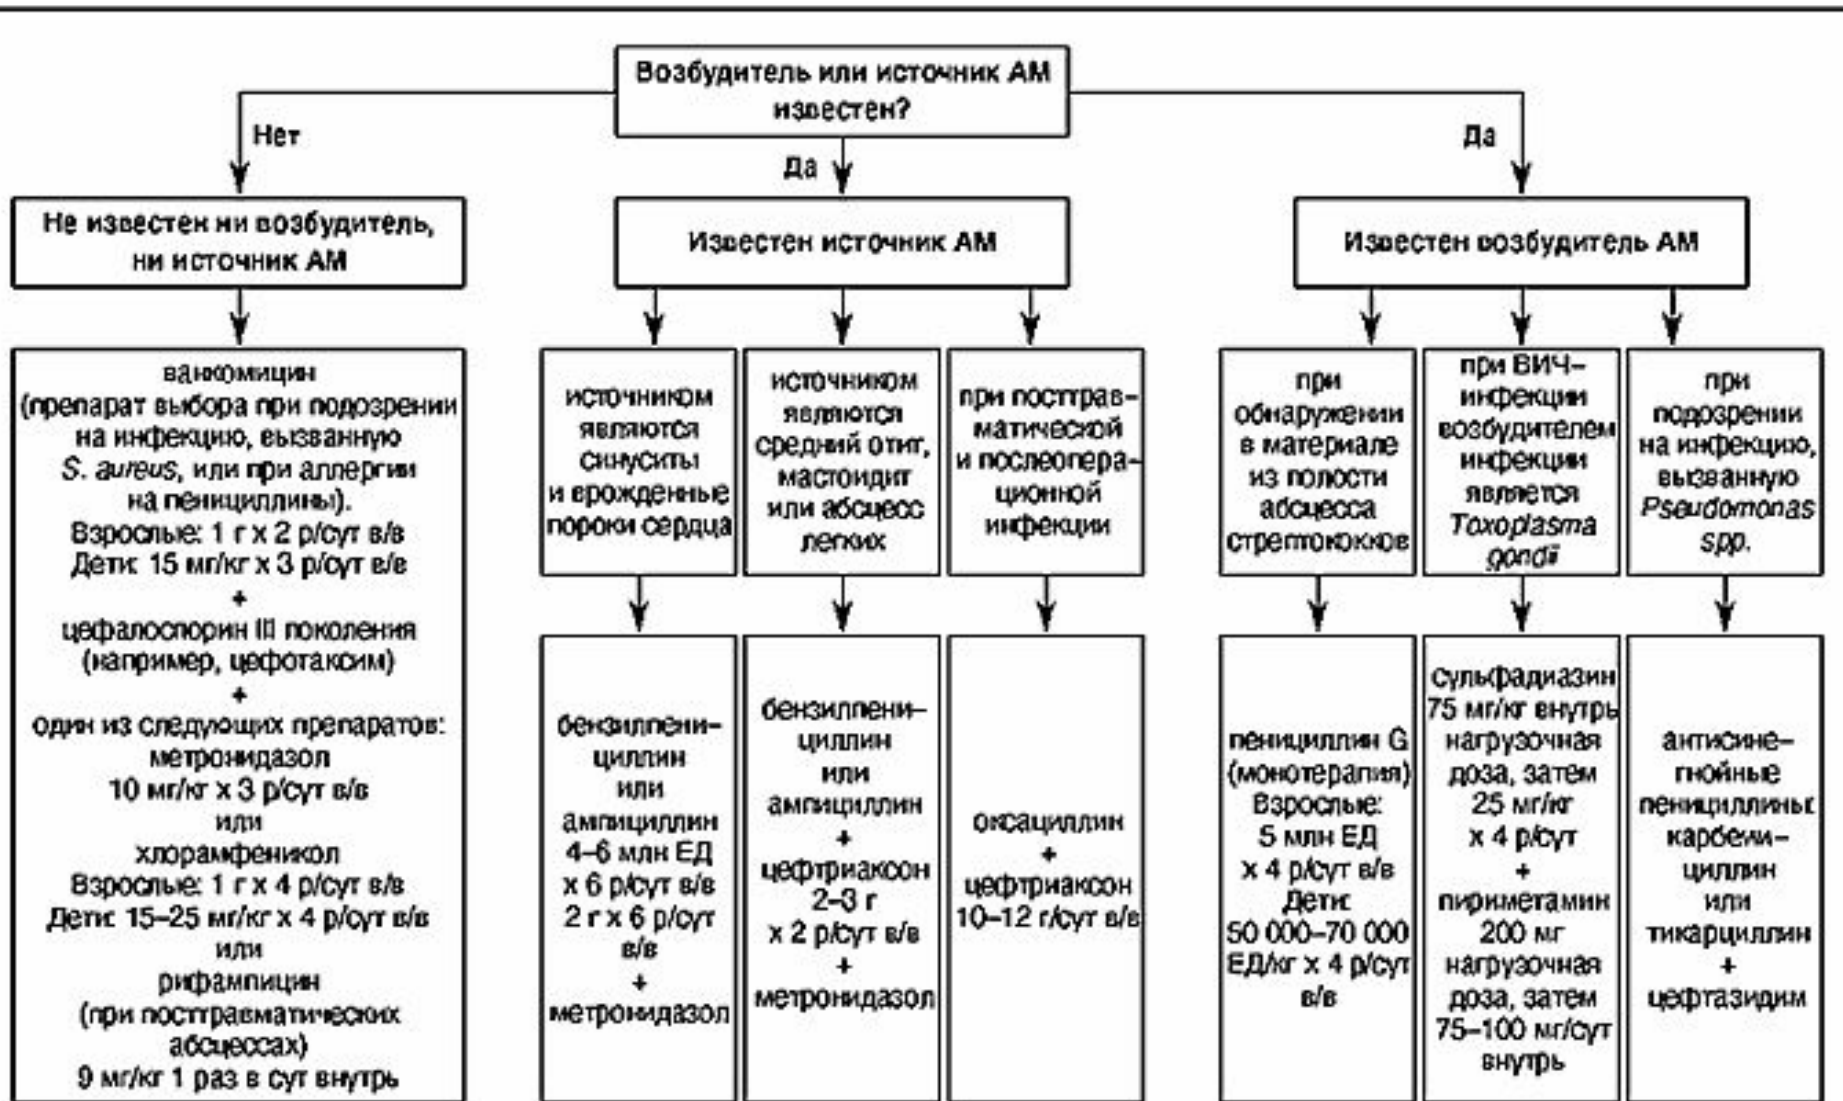 Возбудитель или источник АМ
известен?
Нет
Да
Да
Не известен ни возбудитель,
ни источник АМ
Известен источник АМ
Известен возбудитель АМ
ванкомицин
(препарат выбора при подозрении
на инфекцию, вызванную
S. aureus, или при аллергии
на пенициллины).
Взрослые: 1 г x 2 р/сут в/в
Дети: 15 мг/кг x 3 р/сут в/в
+
цефалоспорин III поколения
(например, цефотаксим)
+
один из следующих препаратов:
метронидазол
10 мг/кг x 3 р/сут в/в
или
хлорамфеникол
Взрослые: 1 г x 4 р/сут в/в
Дети: 15–25 мг/кг x 4 р/сут в/в
или
рифампицин
(при посттравматических
абсцессах)
9 мг/кг 1 раз в сут внутрь
источником
являются
синуситы
и врожденные
пороки сердца
бензилпени–
циллин
или
ампициллин
4–6 млн ЕД
x 6 р/сут в/в
2 г x 6 р/сут
в/в
+
метронидазол
источником
являются
средний отит,
мастоидит
или абсцесс
легких
бензилпени–
циллин
или
ампициллин
+
цефтриаксон
2–3 г
x 2 р/сут в/в
+
метронидазол
при посттрав–
матической
и послеопера–
ционной
инфекции
оксациллин
+
цефтриаксон
10–12 г/сут в/в
при
обнаружении
в материале
из полости
абсцесса
стрептококков
пенициллин G
(монотерапия)
Взрослые:
5 млн ЕД
x 4 р/сут в/в
Дети:
50 000–70 000
ЕД/кг x 4 р/сут
в/в
при ВИЧ–
инфекции
возбудителем
инфекции
является
Toxoplasma
gondii
сульфадиазин
75 мг/кг внутрь
нагрузочная
доза, затем
25 мг/кг
x 4 р/сут
+
пириметамин
200 мг
нагрузочная
доза, затем
75–100 мг/сут
внутрь
при
подозрении
на инфекцию,
вызванную
Pseudomonas
spp.
антисине–
гнойные
пенициллины:
карбени–
циллин
или
тикарциллин
+
цефтазидим